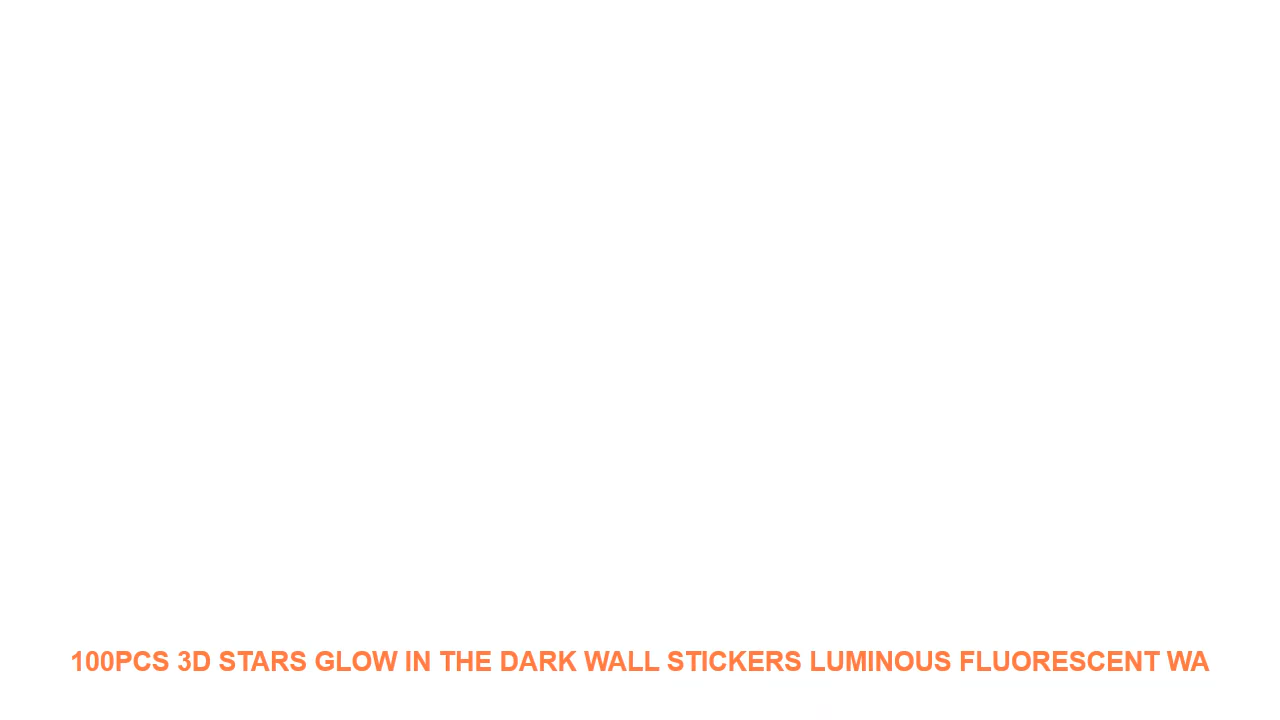 100PCS 3D STARS GLOW IN THE DARK WALL STICKERS LUMINOUS FLUORESCENT WA